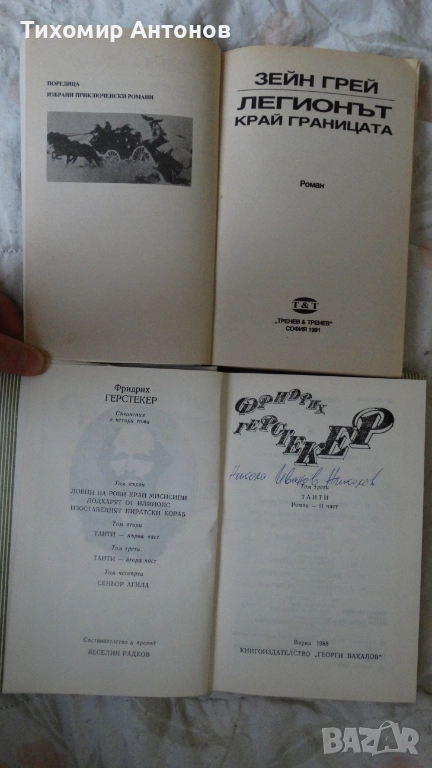 Тихомир Антонов
ПОРЕДИЦА
ИЗБРАНИ ПРИКЛЮЧЕНСКИ РОМАНИ
ЗЕЙН ГРЕЙ
ЛЕГИОНЪТ
КРАЙ ГРАНИЦАТА
Роман
T&T
„ТРЕНЕВ & ТРЕНЕВ"
СОФИЯ 1991
Фридрих
ГЕРСТЕКЕР
Съчинения
в четири тома
Том първи
ЛОВЦИ НА РОБИ КРАЙ МИСИСИПИ
ЛОДКАРЯТ ОТ ИЛИНОИС
ИЗОСТАВЕНИЯТ ПИРАТСКИ КОРАБ
Том втори
ТАИТИ — първа част
Том трети
ТАИТИ — втора част
Том четвърти
СЕНЬОР АГИЛА
Съставителство и превод
ВЕСЕЛИН РАДКОВ
ФРИДРИХ
ГЕРСТЕКЕР
Том трети
ТАИТИ
Роман — II част
Варна 1988
КНИГОИЗДАТЕЛСТВО „ГЕОРГИ БАКАЛОВ"
BAZAR